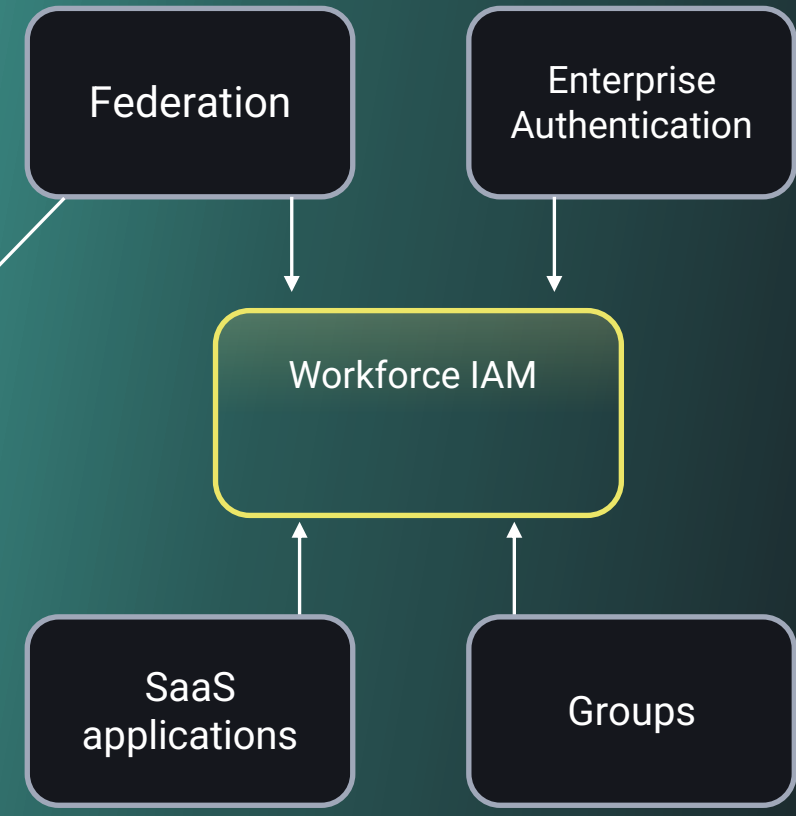 Federation
Enterprise
Authentication
Workforce IAM
SaaS
applications
Groups